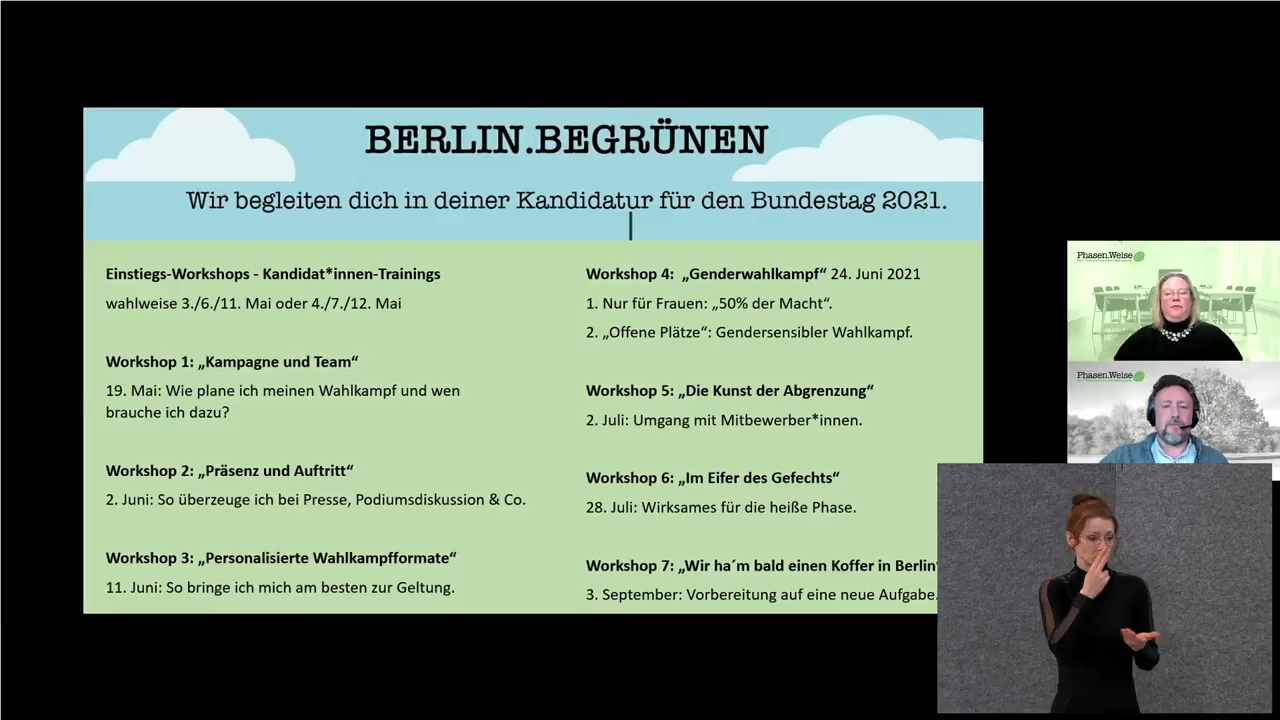 BERLIN.BEGRÜNEN
Wir begleiten dich in deiner Kandidatur für den Bundestag 2021.
Einstiegs-Workshops - Kandidat*innen-Trainings
wahlweise 3./6./11. Mai oder 4./7./12. Mai
Workshop 1: „Kampagne und Team“
19. Mai: Wie plane ich meinen Wahlkampf und wen
brauche ich dazu?
Workshop 2: „Präsenz und Auftritt“
2. Juni: So überzeuge ich bei Presse, Podiumsdiskussion & Co.
Workshop 3: „Personalisierte Wahlkampfformate“
11. Juni: So bringe ich mich am besten zur Geltung.
Workshop 4: „Genderwahlkampf“ 24. Juni 2021
1. Nur für Frauen: „50% der Macht“.
2. „Offene Plätze“: Gendersensibler Wahlkampf.
Workshop 5: „Die Kunst der Abgrenzung“
2. Juli: Umgang mit Mitbewerber*innen.
Workshop 6: „Im Eifer des Gefechts“
28. Juli: Wirksames für die heiße Phase.
Workshop 7: „Wir ha´m bald einen Koffer in Berlin“
3. September: Vorbereitung auf eine neue Aufgabe.
Phasen.Weise
Phasen.Weise